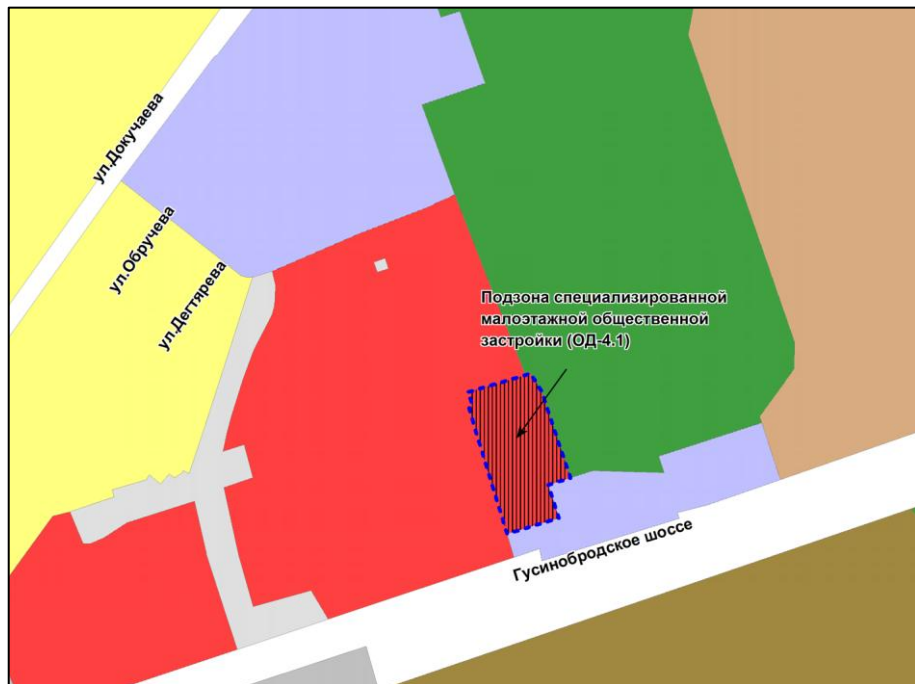 ул.Докучаева
ул.Обручева
ул.Дегтярева
Подзона специализированной
малоэтажной общественной
застройки (ОД-4.1)
Гусинобродское шоссе